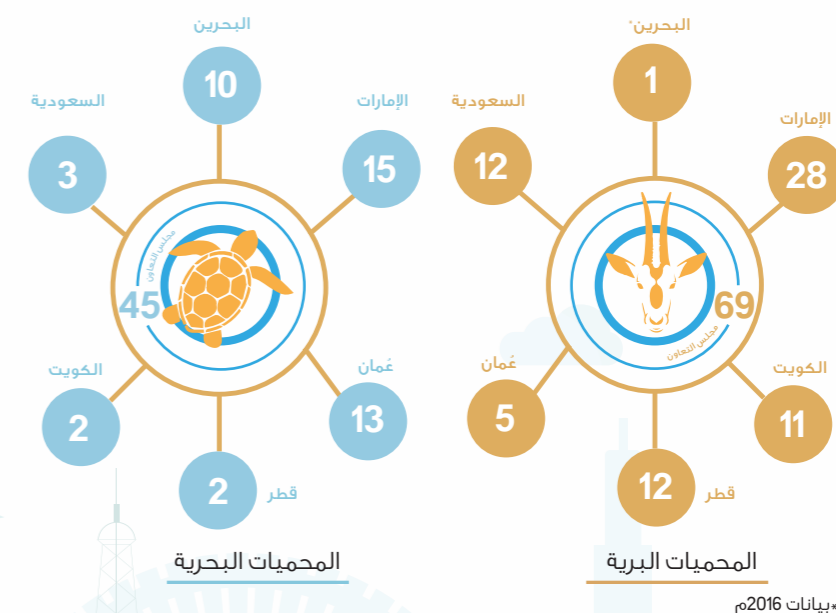 البحرين*
1
الإمارات
28
السعودية
12
69
مجلس التعاون
الكويت
11
عُمان
5
قطر
12
المحميات البرية
*بيانات 2016م
البحرين
10
الإمارات
15
السعودية
3
مجلس التعاون
45
عُمان
13
الكويت
2
قطر
2
المحميات البحرية